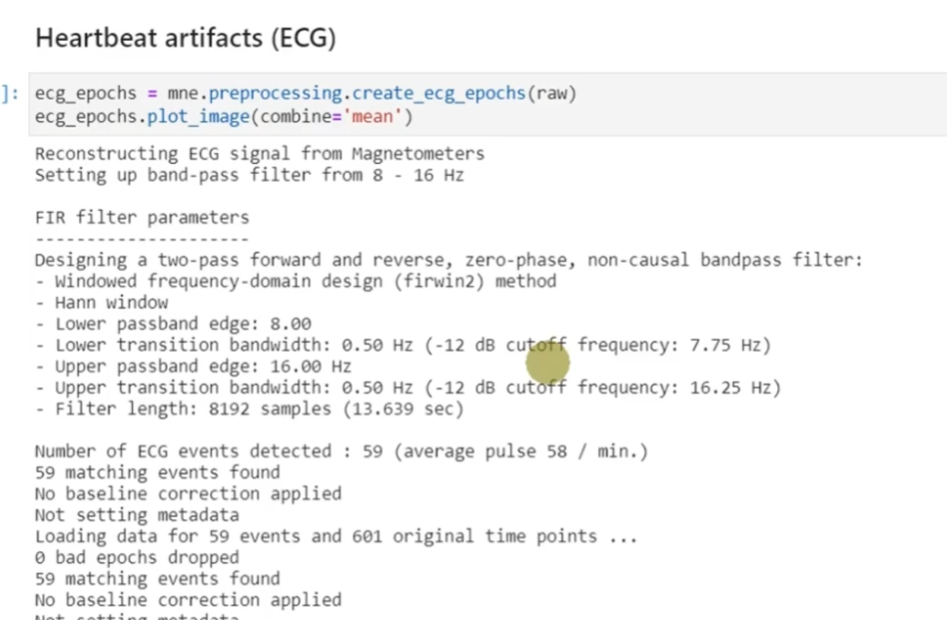 Heartbeat artifacts (ECG)
]: ecg_epochs = mne.preprocessing.create_ecg_epochs(raw)
ecg_epochs.plot_image(combine='mean')
Reconstructing ECG signal from Magnetometers
Setting up band-pass filter from 8 - 16 Hz
FIR filter parameters
---------------------
Designing a two-pass forward and reverse, zero-phase, non-causal bandpass filter:
- Windowed frequency-domain design (firwin2) method
- Hann window
- Lower passband edge: 8.00
- Lower transition bandwidth: 0.50 Hz (-12 dB cutoff frequency: 7.75 Hz)
- Upper passband edge: 16.00 Hz
- Upper transition bandwidth: 0.50 Hz (-12 dB cutoff frequency: 16.25 Hz)
- Filter length: 8192 samples (13.639 sec)
Number of ECG events detected : 59 (average pulse 58 / min.)
59 matching events found
No baseline correction applied
Not setting metadata
Loading data for 59 events and 601 original time points ...
0 bad epochs dropped
59 matching events found
No baseline correction applied
Not setting metadata